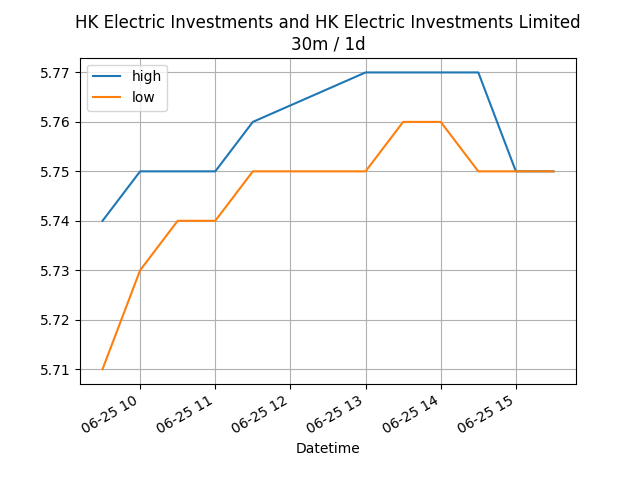 HK Electric Investments and HK Electric Investments Limited
30m / 1d
high
low
5.77
5.76
5.75
5.74
5.73
5.72
5.71
06-25 10
06-25 11
06-25 12
06-25 13
06-25 14
06-25 15
Datetime